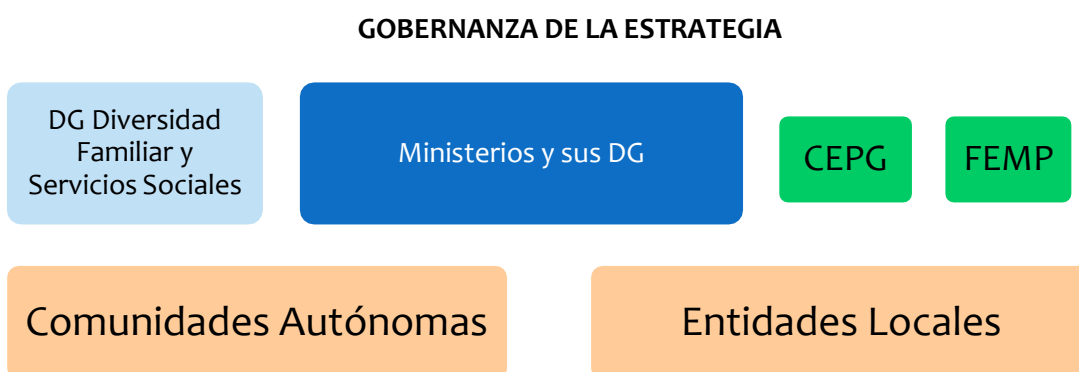 GOBERNANZA DE LA ESTRATEGIA
DG Diversidad
Familiar y
Servicios Sociales
Ministerios y sus DG
CEPG
FEMP
Comunidades Autónomas
Entidades Locales